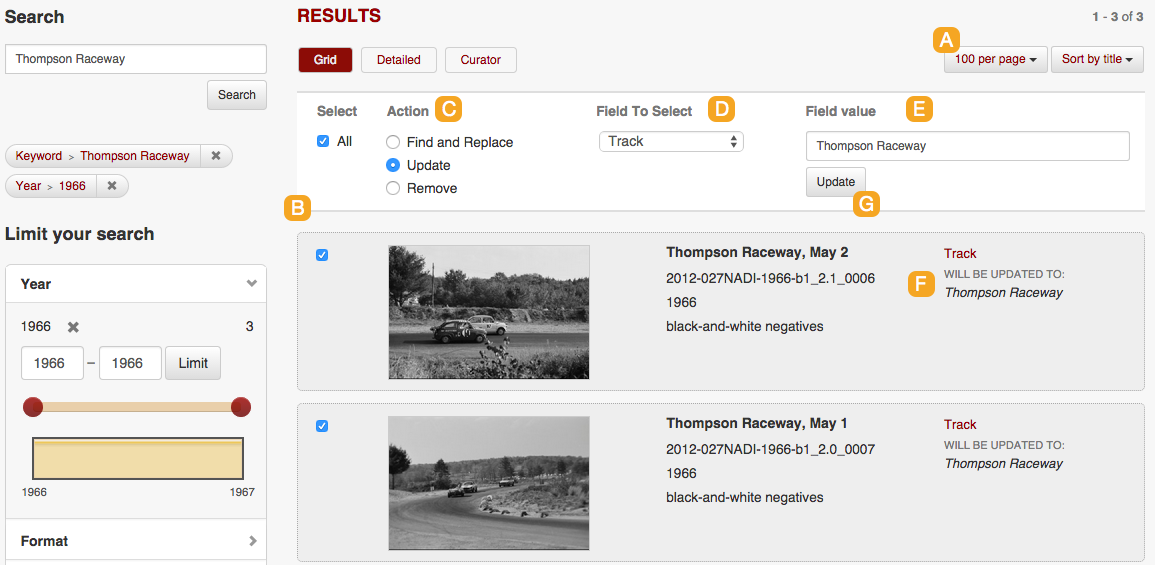 Search
Thompson Raceway
Search
Keyword > Thompson Raceway ✖
Year > 1966 ✖
Limit your search
Year
1966 ✖ 3
1966 – 1966 Limit
1966 1967
Format
RESULTS
1 - 3 of 3
Grid Detailed Curator
A
100 per page Sort by title
Select Action C Field To Select D Field value E
All
Find and Replace
Update
Remove
Track
Thompson Raceway
Update
G
B
Thompson Raceway, May 2
2012-027NADI-1966-b1_2.1_0006
1966
black-and-white negatives
Track
F
WILL BE UPDATED TO:
Thompson Raceway
Thompson Raceway, May 1
2012-027NADI-1966-b1_2.0_0007
1966
black-and-white negatives
Track
WILL BE UPDATED TO:
Thompson Raceway